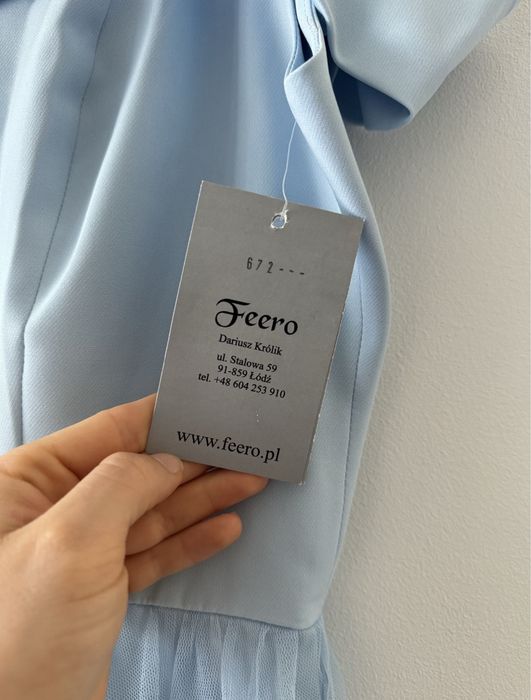 672---
Feero
Dariusz Królik
ul. Stalowa 59
91-859 Łódź
tel. +48 604 253 910
www.feero.pl